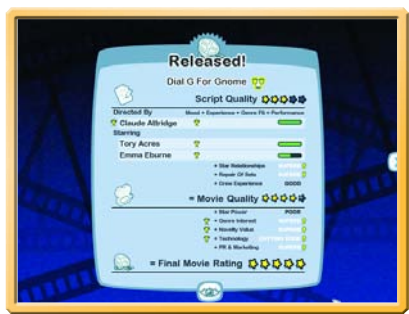 Released!
Dial G For Gnome
Script Quality
Directed By Mood + Experience + Genre Fit + Performance
Claude Albridge
Starring
Tory Acres
Emma Eburne
+ Star Relationships
+ Repair Of Sets
+ Crew Experience GOOD
= Movie Quality
+ Star Power POOR
+ Genre Interest
+ Novelty Value
+ Technology
+ PR & Marketing
= Final Movie Rating